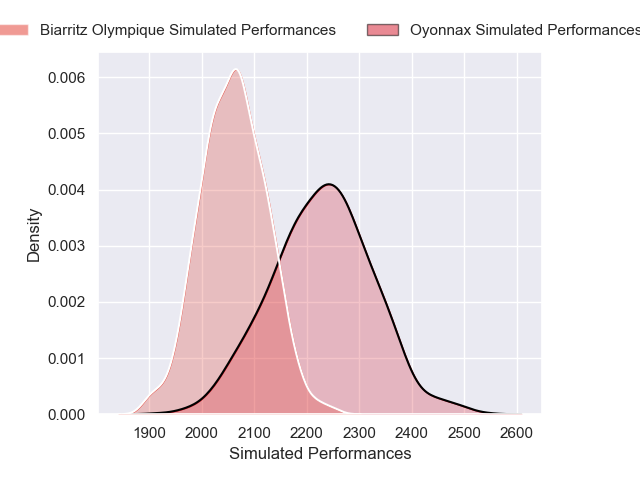 Biarritz Olympique Simulated Performances
Oyonnax Simulated Performances
0.006
0.005
0.004
0.003
0.002
0.001
0.000
Density
1900 2000 2100 2200 2300 2400 2500 2600
Simulated Performances